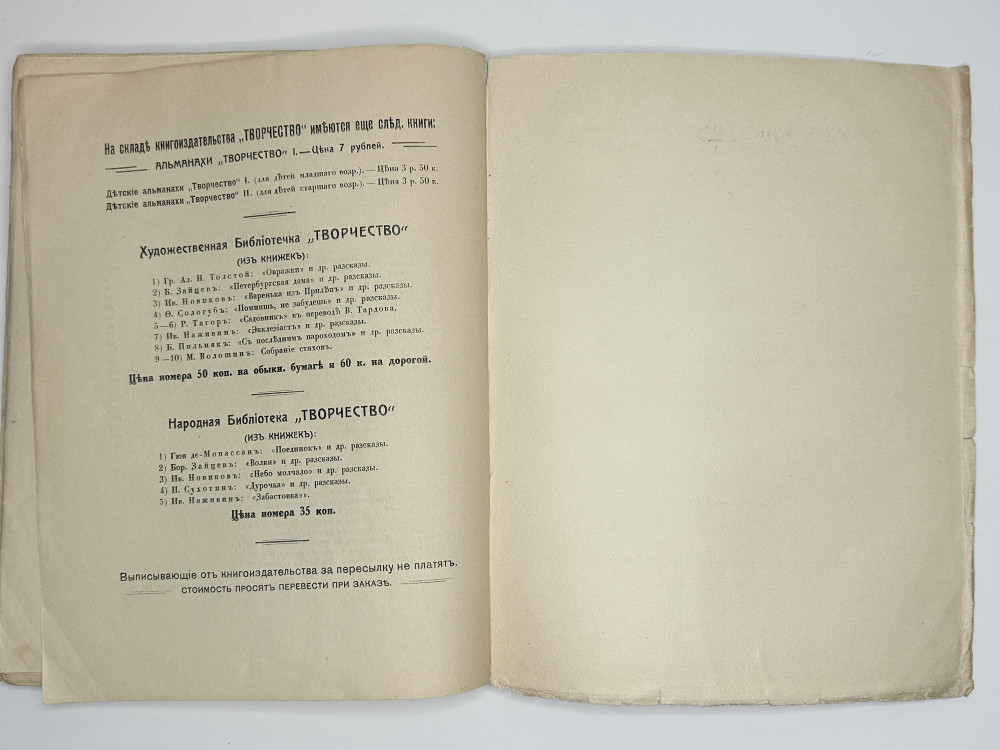 На складѣ книгоиздательства „ТВОРЧЕСТВО" имѣются еще слѣд. книги:
АЛЬМАНАХИ „ТВОРЧЕСТВО" I. — Цѣна 7 рублей.
Дѣтскіе альманахи „Творчество" I. (для дѣтей младшаго возр.). — Цѣна 3 р. 50 к.
Дѣтскіе альманахи „Творчество" II. (для дѣтей старшаго возр.). — Цѣна 3 р. 50 к.
Художественная Библіотечка „ТВОРЧЕСТВО"
(ИЗЪ КНИЖЕКЪ):
1) Гр. Ал. Н. Толстой: «Овражки» и др. разсказы.
2) Б. Зайцевъ: «Петербургская дама» и др. разсказы.
3) Ив. Новиковъ: «Варенька изъ Прилѣпъ» и др. разсказы.
4) Ѳ. Сологубъ: «Помнишь, не забудешь» и др. разсказы.
5—6) Р. Тагоръ: «Садовникъ» въ переводѣ В. Тардова.
7) Ив. Наживинъ: «Экклезіастъ» и др. разсказы.
8) Б. Пильнякъ: «Съ послѣднимъ пароходомъ» и др. разсказы.
9—10) М. Волошинъ: Собраніе стиховъ.
Цѣна номера 50 коп. на обыкн. бумагѣ и 60 к. на дорогой.
Народная Библіотека „ТВОРЧЕСТВО"
(ИЗЪ КНИЖЕКЪ):
1) Гюи де-Мопассанъ: «Поединокъ» и др. разсказы.
2) Бор. Зайцевъ: «Волки» и др. разсказы.
3) Ив. Новиковъ: «Небо молчало» и др. разсказы.
4) П. Сухотинъ: «Дурочка» и др. разсказы.
5) Ив. Наживинъ: «Забастовка».
Цѣна номера 35 коп.
Выписывающіе отъ книгоиздательства за пересылку не платятъ.
СТОИМОСТЬ ПРОСЯТЪ ПЕРЕВЕСТИ ПРИ ЗАКАЗѢ.